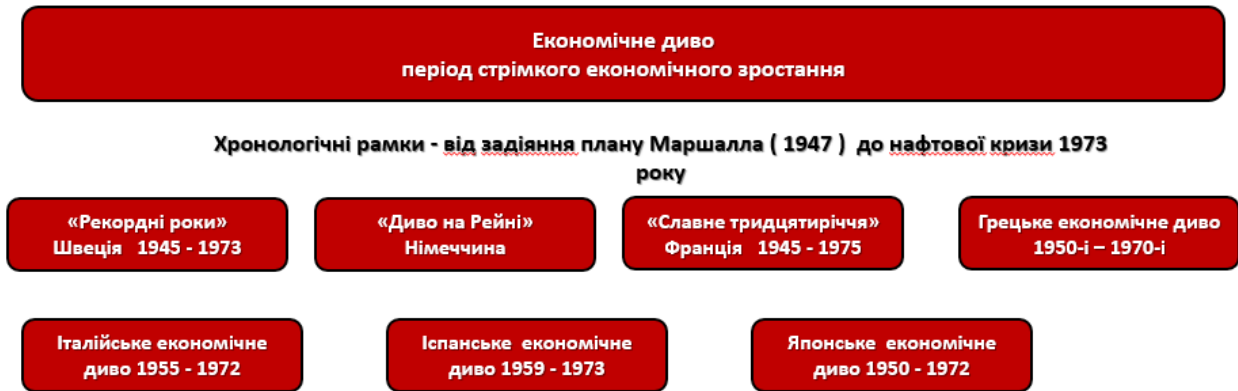 Економічне диво
період стрімкого економічного зростання
Хронологічні рамки - від задіяння плану Маршалла ( 1947 ) до нафтової кризи 1973
року
«Рекордні роки»
Швеція 1945 - 1973
«Диво на Рейні»
Німеччина
«Славне тридцятиріччя»
Франція 1945 - 1975
Грецьке економічне диво
1950-і – 1970-і
Італійське економічне
диво 1955 - 1972
Іспанське економічне
диво 1959 - 1973
Японське економічне
диво 1950 - 1972